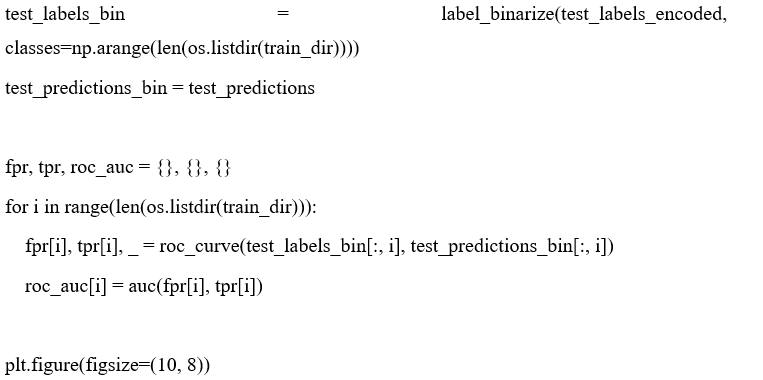 test_labels_bin = label_binarize(test_labels_encoded,
classes=np.arange(len(os.listdir(train_dir))))
test_predictions_bin = test_predictions
fpr, tpr, roc_auc = {}, {}, {}
for i in range(len(os.listdir(train_dir))):
fpr[i], tpr[i], _ = roc_curve(test_labels_bin[:, i], test_predictions_bin[:, i])
roc_auc[i] = auc(fpr[i], tpr[i])
plt.figure(figsize=(10, 8))